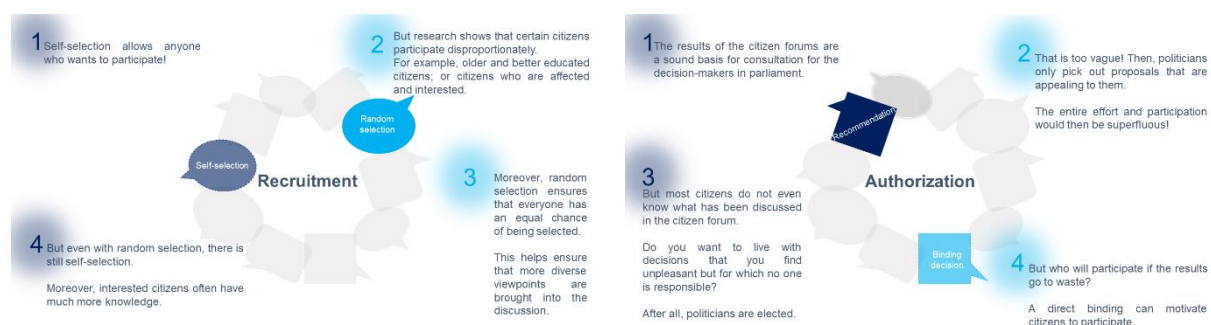 1
Self-selection allows anyone
who wants to participate!
2
But research shows that certain citizens
participate disproportionately.
For example, older and better educated
citizens; or citizens who are affected
and interested.
Random
selection
Self-selection
Recruitment
3
Moreover, random
selection ensures
that everyone has
an equal chance
of being selected.
This helps ensure
that more diverse
viewpoints are
brought into the
discussion.
4
But even with random selection, there is
still self-selection.
Moreover, interested citizens often have
much more knowledge.
1
The results of the citizen forums are
a sound basis for consultation for the
decision-makers in parliament.
2
That is too vague! Then, politicians
only pick out proposals that are
appealing to them.
The entire effort and participation
would then be superfluous!
Recommendation
Authorization
3
But most citizens do not even
know what has been discussed
in the citizen forum.
Do you want to live with
decisions that you find
unpleasant but for which no one
is responsible?
After all, politicians are elected.
Binding
decision
4
But who will participate if the results
go to waste?
A direct binding can motivate
citizens to participate